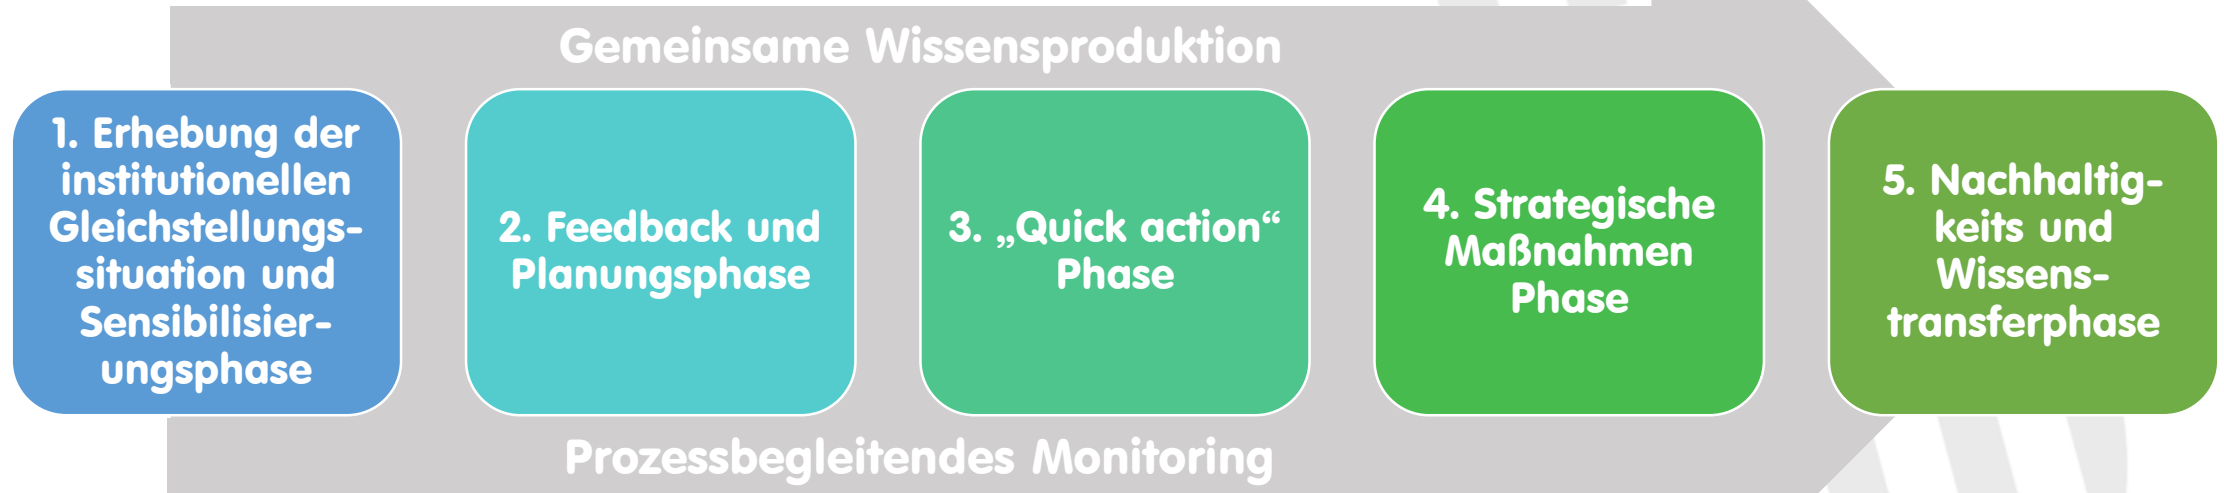 Gemeinsame Wissensproduktion
1. Erhebung der
institutionellen
Gleichstellungs-
situation und
Sensibilisier-
ungsphase
2. Feedback und
Planungsphase
3. „Quick action“
Phase
4. Strategische
Maßnahmen
Phase
5. Nachhaltig-
keits und
Wissens-
transferphase
Prozessbegleitendes Monitoring